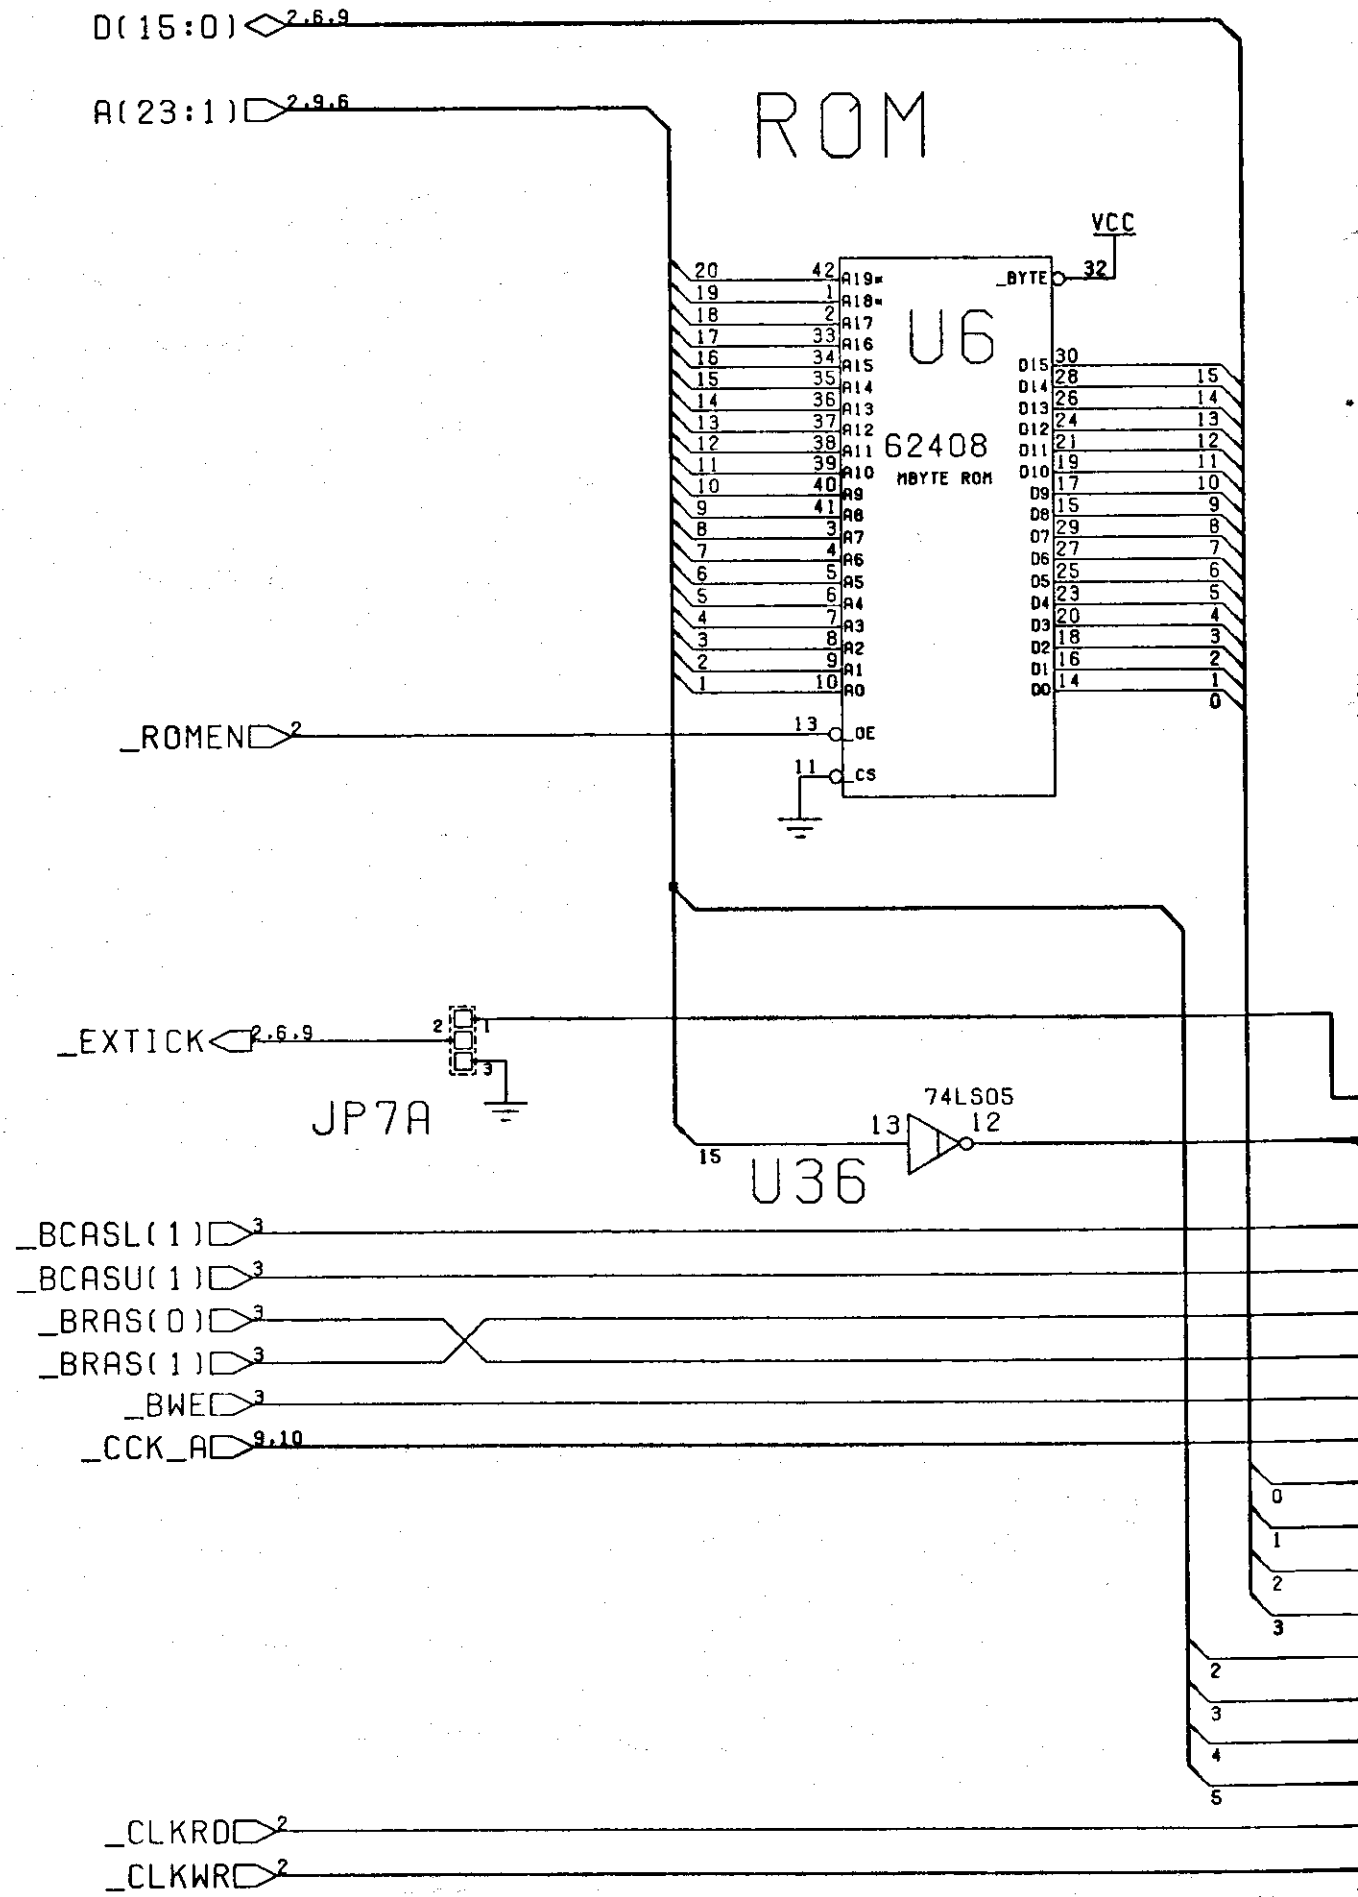 D(15:0) 2,6,9
A(23:1) 2,9,6
ROM
VCC
20 42 A19* _BYTE 32
19 1 A18*
18 2 A17 U6
17 33 A16
16 34 A15 D15 30 15
15 35 A14 D14 28 14
14 36 A13 D13 26 13
13 37 A12 D12 24 12
12 38 A11 62408 D11 21 11
11 39 A10 MBYTE ROM D10 19 10
10 40 A9 D9 17 9
9 41 A8 D8 15 8
8 3 A7 D7 29 7
7 4 A6 D6 27 6
6 5 A5 D5 25 5
5 6 A4 D4 23 4
4 7 A3 D3 20 3
3 8 A2 D2 18 2
2 9 A1 D1 16 1
1 10 A0 D0 14 0
_ROMEN 2 13 _OE
11 _CS
_EXTICK 2,6,9 2 1
3
JP7A
74LS05
13 12
15
U36
_BCASL(1) 3
_BCASU(1) 3
_BRAS(0) 3
_BRAS(1) 3
_BWE 3
_CCK_A 9,10
0
1
2
3
2
3
4
5
_CLKRD 2
_CLKWR 2